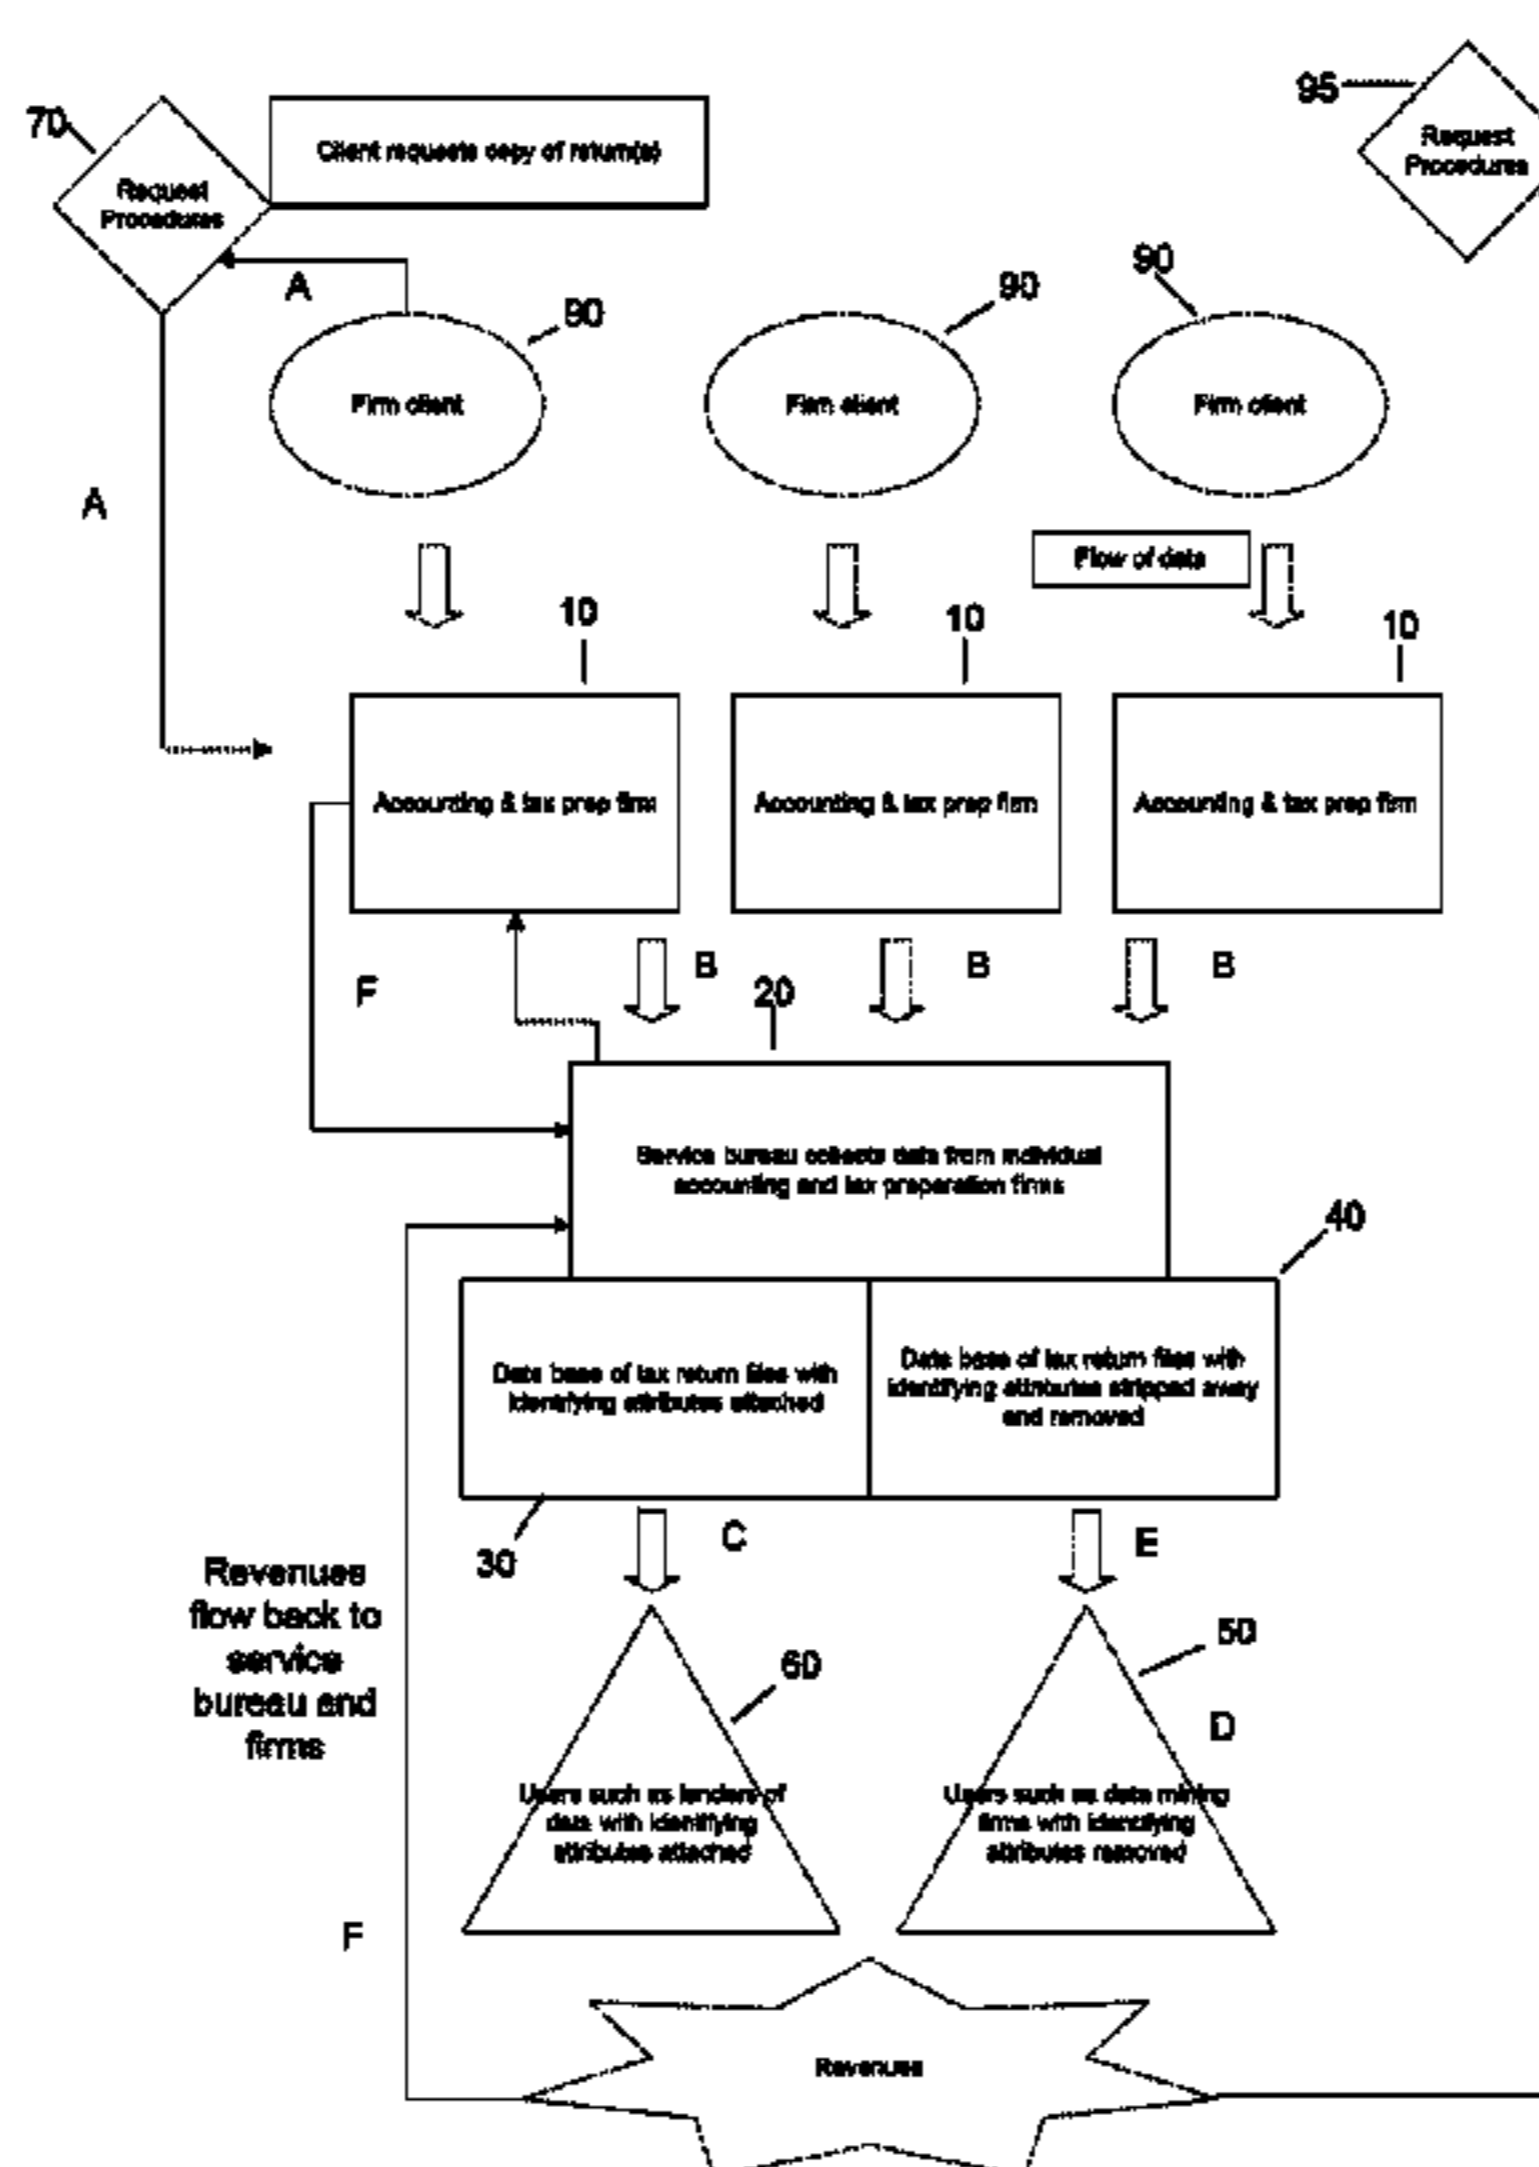 95
70
Client requests copy of return(s)
Request
Procedures
Request
Procedures
A
90
90
90
Firm client
Firm client
Firm client
A
Flow of data
10
10
10
Accounting & tax prep firm
Accounting & tax prep firm
Accounting & tax prep firm
F
B
B
B
20
Service bureau collects data from individual
accounting and tax preparation firms
40
Data base of tax return files with
identifying attributes attached
Data base of tax return files with
identifying attributes stripped away
and removed
30
C
E
Revenues
flow back to
service
bureau and
firms
60
50
D
Users such as lenders of
data with identifying
attributes attached
Users such as data mining
firms with identifying
attributes removed
F
Revenues